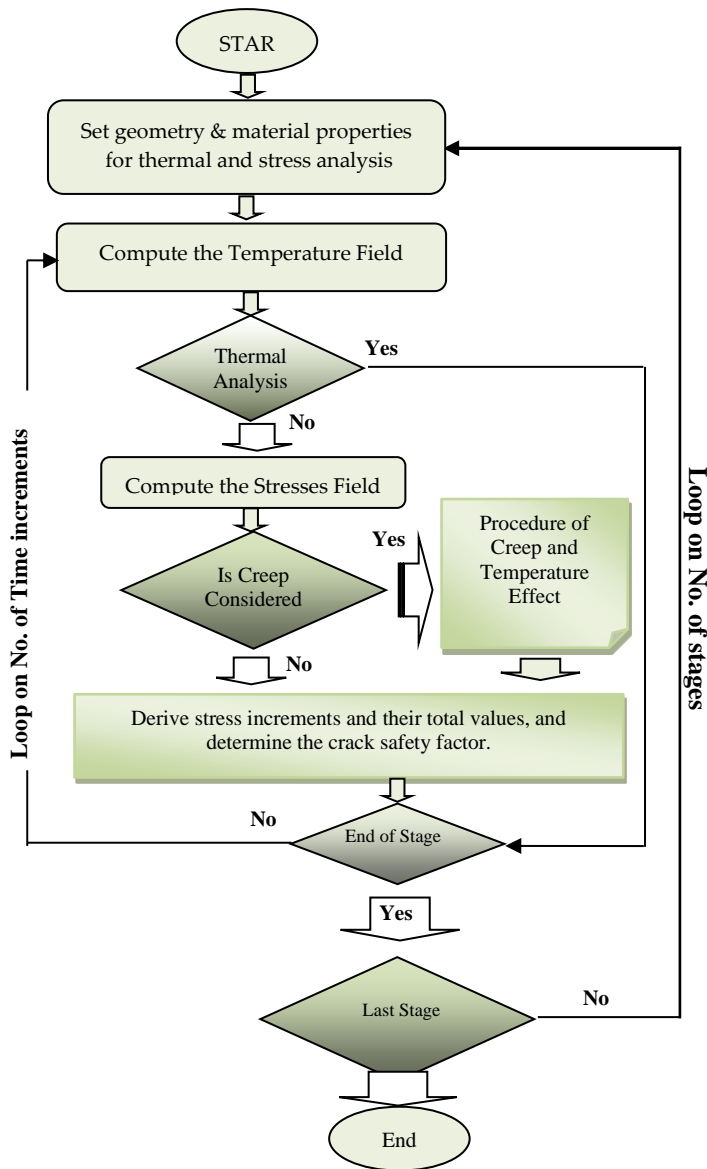 STAR
Set geometry & material properties
for thermal and stress analysis
Compute the Temperature Field
Thermal
Analysis
Yes
No
Compute the Stresses Field
Is Creep
Considered
Yes
Procedure of
Creep and
Temperature
Effect
No
Derive stress increments and their total values, and
determine the crack safety factor.
End of Stage
No
Yes
Last Stage
No
End
Loop on No. of Time increments
Loop on No. of stages